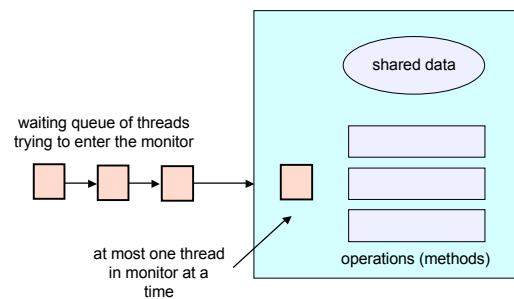 shared data
waiting queue of threads
trying to enter the monitor
at most one thread
in monitor at a
time
operations (methods)